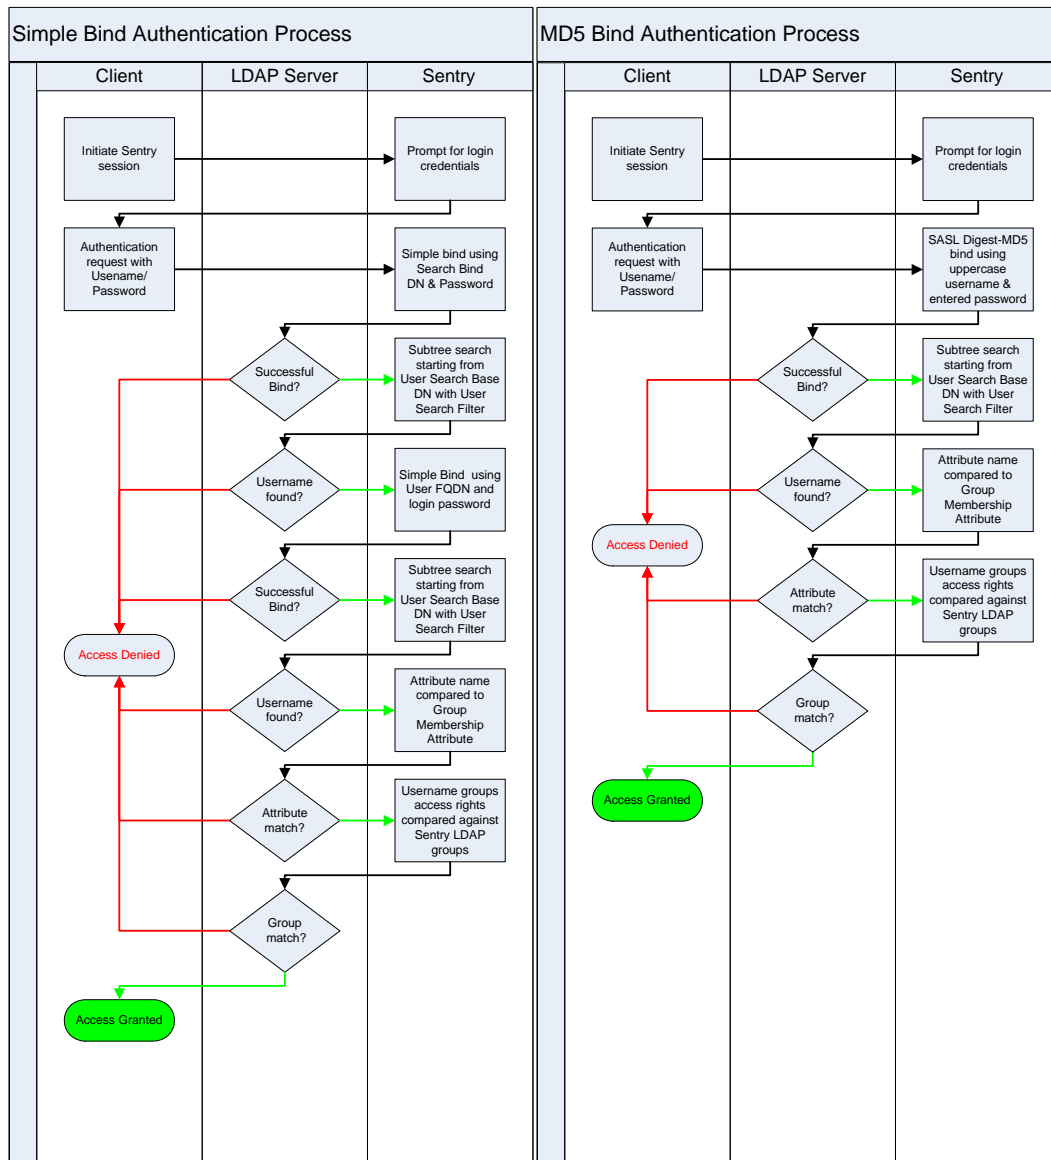 Simple Bind Authentication Process
Client
LDAP Server
Sentry
Initiate Sentry
session
Prompt for login
credentials
Authentication
request with
Usename/
Password
Simple bind using
Search Bind
DN & Password
Successful
Bind?
Subtree search
starting from
User Search Base
DN with User
Search Filter
Username
found?
Simple Bind  using
User FQDN and
login password
Successful
Bind?
Subtree search
starting from
User Search Base
DN with User
Search Filter
Access Denied
Username
found?
Attribute name
compared to
Group
Membership
Attribute
Attribute
match?
Username groups
access rights
compared against
Sentry LDAP
groups
Group
match?
Access Granted
MD5 Bind Authentication Process
Client
LDAP Server
Sentry
Initiate Sentry
session
Prompt for login
credentials
Authentication
request with
Usename/
Password
SASL Digest-MD5
bind using
uppercase
username &
entered password
Successful
Bind?
Subtree search
starting from
User Search Base
DN with User
Search Filter
Username
found?
Attribute name
compared to
Group
Membership
Attribute
Access Denied
Attribute
match?
Username groups
access rights
compared against
Sentry LDAP
groups
Group
match?
Access Granted